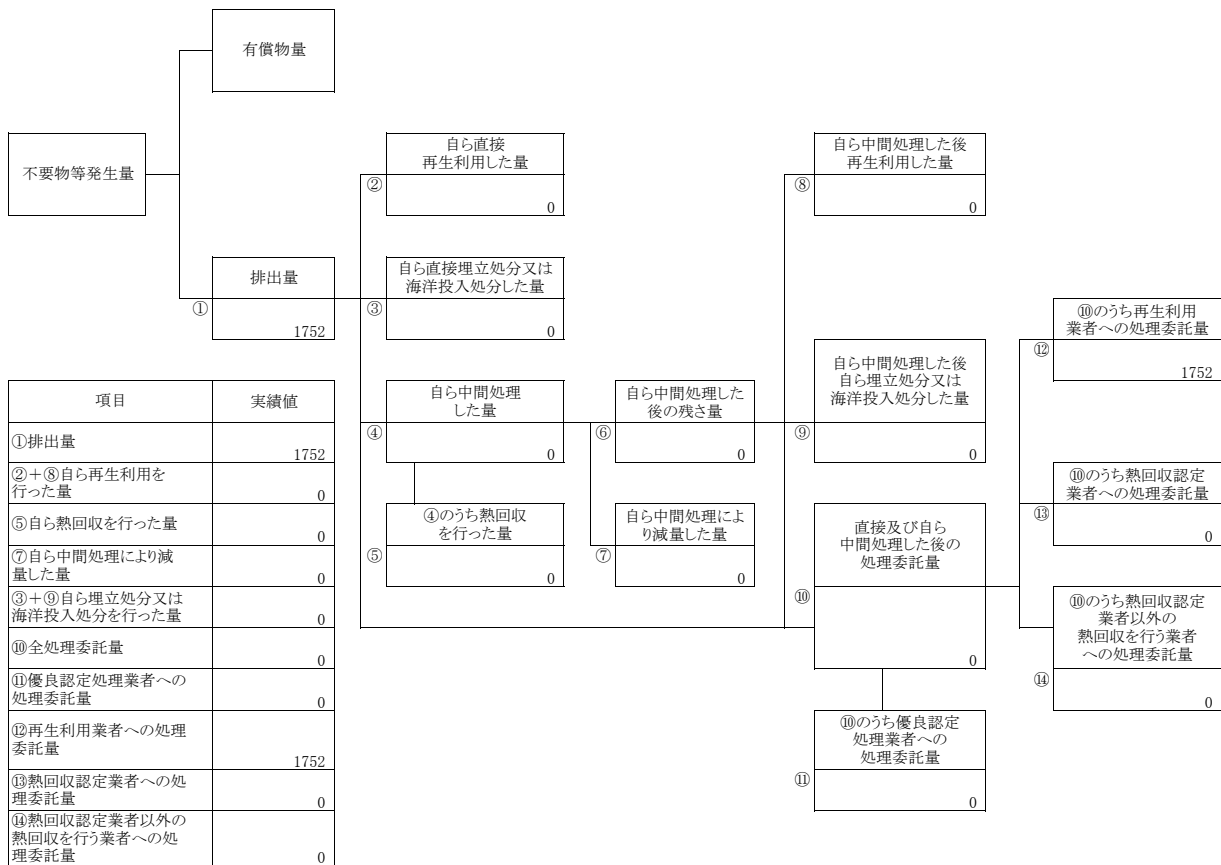 有償物量
不要物等発生量
自ら直接
再生利用した量
②
0
自ら中間処理した後
再生利用した量
⑧
0
排出量
①
1752
自ら直接埋立処分又は
海洋投入処分した量
③
0
⑩のうち再生利用
業者への処理委託量
⑫
1752
自ら中間処理
した量
④
0
自ら中間処理した
後の残さ量
⑥
0
自ら中間処理した後
自ら埋立処分又は
海洋投入処分した量
⑨
0
⑩のうち熱回収認定
業者への処理委託量
⑬
0
④のうち熱回収
を行った量
⑤
0
自ら中間処理によ
り減量した量
⑦
0
直接及び自ら
中間処理した後の
処理委託量
⑩
0
⑩のうち熱回収認定
業者以外の
熱回収を行う業者
への処理委託量
⑭
0
⑩のうち優良認定
処理業者への
処理委託量
⑪
0
項目 実績値
①排出量 1752
②＋⑧自ら再生利用を
行った量 0
⑤自ら熱回収を行った量 0
⑦自ら中間処理により減
量した量 0
③＋⑨自ら埋立処分又は
海洋投入処分を行った量 0
⑩全処理委託量 0
⑪優良認定処理業者への
処理委託量 0
⑫再生利用業者への処理
委託量 1752
⑬熱回収認定業者への処
理委託量 0
⑭熱回収認定業者以外の
熱回収を行う業者への処
理委託量 0